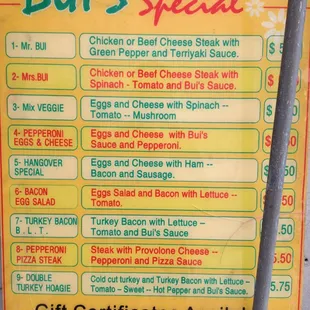 Bui's Special
1- Mr. BUI
Chicken or Beef Cheese Steak with
Green Pepper and Terriyaki Sauce.
$
2- Mrs.BUI
Chicken or Beef Cheese Steak with
Spinach - Tomato and Bui's Sauce.
3- Mix VEGGIE
Eggs and Cheese with Spinach --
Tomato -- Mushroom
4- PEPPERONI
EGGS & CHEESE
Eggs and Cheese with Bui's
Sauce and Pepperoni.
5- HANGOVER
SPECIAL
Eggs and Cheese with Ham --
Bacon and Sausage.
6- BACON
EGG SALAD
Eggs Salad and Bacon with Lettuce --
Tomato.
7- TURKEY BACON
B . L . T .
Turkey Bacon with Lettuce –
Tomato and Bui's Sauce
.50
8- PEPPERONI
PIZZA STEAK
Steak with Provolone Cheese --
Pepperoni and Pizza Sauce
.50
9- DOUBLE
TURKEY HOAGIE
Cold cut turkey and Turkey Bacon with Lettuce –
Tomato – Sweet -- Hot Pepper and Bui's Sauce
5.75
Gift Certificates